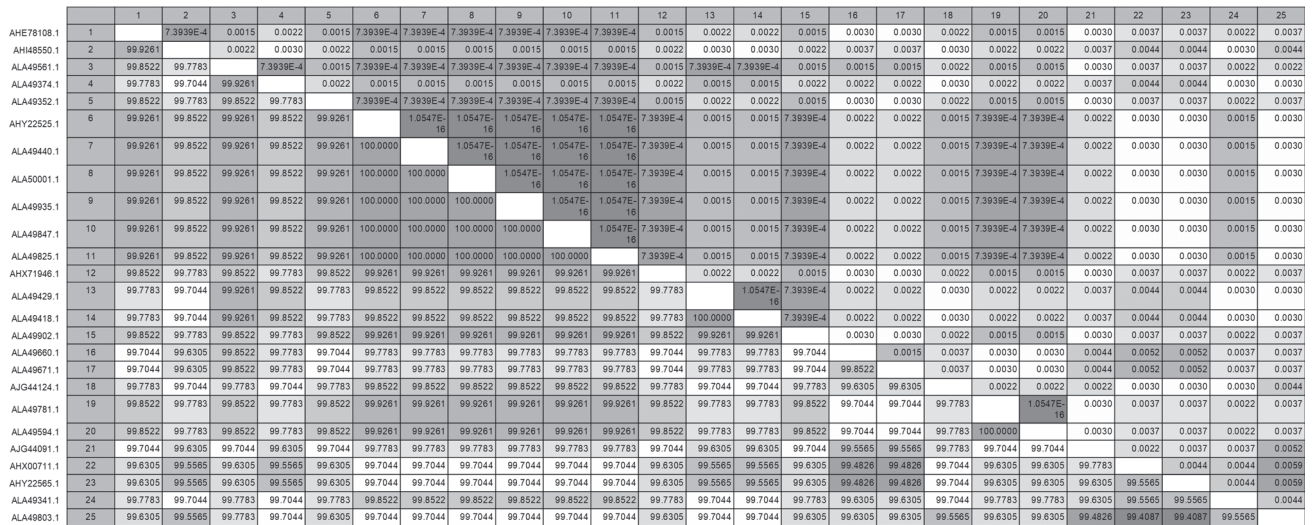 1 2 3 4 5 6 7 8 9 10 11 12 13 14 15 16 17 18 19 20 21 22 23 24 25
AHE78108.1 1 7.3939E-4 0.0015 0.0022 0.0015 7.3939E-4 7.3939E-4 7.3939E-4 7.3939E-4 7.3939E-4 7.3939E-4 0.0015 0.0022 0.0022 0.0015 0.0030 0.0030 0.0022 0.0015 0.0015 0.0030 0.0037 0.0037 0.0022 0.0037
AHI48550.1 2 99.9261 0.0022 0.0030 0.0022 0.0015 0.0015 0.0015 0.0015 0.0015 0.0015 0.0022 0.0030 0.0030 0.0022 0.0037 0.0037 0.0030 0.0022 0.0022 0.0037 0.0044 0.0044 0.0030 0.0044
ALA49561.1 3 99.8522 99.7783 7.3939E-4 0.0015 7.3939E-4 7.3939E-4 7.3939E-4 7.3939E-4 7.3939E-4 7.3939E-4 0.0015 7.3939E-4 7.3939E-4 0.0015 0.0015 0.0015 0.0022 0.0015 0.0015 0.0030 0.0037 0.0037 0.0022 0.0022
ALA49374.1 4 99.7783 99.7044 99.9261 0.0022 0.0015 0.0015 0.0015 0.0015 0.0015 0.0015 0.0022 0.0015 0.0015 0.0022 0.0022 0.0022 0.0030 0.0022 0.0022 0.0037 0.0044 0.0044 0.0030 0.0030
ALA49352.1 5 99.8522 99.7783 99.8522 99.7783 7.3939E-4 7.3939E-4 7.3939E-4 7.3939E-4 7.3939E-4 7.3939E-4 0.0015 0.0022 0.0022 0.0015 0.0030 0.0030 0.0022 0.0015 0.0015 0.0030 0.0037 0.0037 0.0022 0.0037
AHY22525.1 6 99.9261 99.8522 99.9261 99.8522 99.9261 1.0547E-16 1.0547E-16 1.0547E-16 1.0547E-16 1.0547E-16 7.3939E-4 0.0015 0.0015 7.3939E-4 0.0022 0.0022 0.0015 7.3939E-4 7.3939E-4 0.0022 0.0030 0.0030 0.0015 0.0030
ALA49440.1 7 99.9261 99.8522 99.9261 99.8522 99.9261 100.0000 1.0547E-16 1.0547E-16 1.0547E-16 1.0547E-16 7.3939E-4 0.0015 0.0015 7.3939E-4 0.0022 0.0022 0.0015 7.3939E-4 7.3939E-4 0.0022 0.0030 0.0030 0.0015 0.0030
ALA50001.1 8 99.9261 99.8522 99.9261 99.8522 99.9261 100.0000 100.0000 1.0547E-16 1.0547E-16 1.0547E-16 7.3939E-4 0.0015 0.0015 7.3939E-4 0.0022 0.0022 0.0015 7.3939E-4 7.3939E-4 0.0022 0.0030 0.0030 0.0015 0.0030
ALA49935.1 9 99.9261 99.8522 99.9261 99.8522 99.9261 100.0000 100.0000 100.0000 1.0547E-16 1.0547E-16 7.3939E-4 0.0015 0.0015 7.3939E-4 0.0022 0.0022 0.0015 7.3939E-4 7.3939E-4 0.0022 0.0030 0.0030 0.0015 0.0030
ALA49847.1 10 99.9261 99.8522 99.9261 99.8522 99.9261 100.0000 100.0000 100.0000 100.0000 1.0547E-16 7.3939E-4 0.0015 0.0015 7.3939E-4 0.0022 0.0022 0.0015 7.3939E-4 7.3939E-4 0.0022 0.0030 0.0030 0.0015 0.0030
ALA49825.1 11 99.9261 99.8522 99.9261 99.8522 99.9261 100.0000 100.0000 100.0000 100.0000 100.0000 7.3939E-4 0.0015 0.0015 7.3939E-4 0.0022 0.0022 0.0015 7.3939E-4 7.3939E-4 0.0022 0.0030 0.0030 0.0015 0.0030
AHX71946.1 12 99.8522 99.7783 99.8522 99.7783 99.8522 99.9261 99.9261 99.9261 99.9261 99.9261 99.9261 0.0022 0.0022 0.0015 0.0030 0.0030 0.0022 0.0015 0.0015 0.0030 0.0037 0.0037 0.0022 0.0037
ALA49429.1 13 99.7783 99.7044 99.9261 99.8522 99.7783 99.8522 99.8522 99.8522 99.8522 99.8522 99.8522 99.7783 1.0547E-16 7.3939E-4 0.0022 0.0022 0.0030 0.0022 0.0022 0.0037 0.0044 0.0044 0.0030 0.0030
ALA49418.1 14 99.7783 99.7044 99.9261 99.8522 99.7783 99.8522 99.8522 99.8522 99.8522 99.8522 99.8522 99.7783 100.0000 7.3939E-4 0.0022 0.0022 0.0030 0.0022 0.0022 0.0037 0.0044 0.0044 0.0030 0.0030
ALA49902.1 15 99.8522 99.7783 99.8522 99.7783 99.8522 99.9261 99.9261 99.9261 99.9261 99.9261 99.9261 99.8522 99.9261 99.9261 0.0030 0.0030 0.0022 0.0015 0.0015 0.0030 0.0037 0.0037 0.0022 0.0037
ALA49660.1 16 99.7044 99.6305 99.8522 99.7783 99.7044 99.7783 99.7783 99.7783 99.7783 99.7783 99.7783 99.7044 99.7783 99.7783 99.7044 0.0015 0.0037 0.0030 0.0030 0.0044 0.0052 0.0052 0.0037 0.0037
ALA49671.1 17 99.7044 99.6305 99.8522 99.7783 99.7044 99.7783 99.7783 99.7783 99.7783 99.7783 99.7783 99.7044 99.7783 99.7783 99.7044 99.8522 0.0037 0.0030 0.0030 0.0044 0.0052 0.0052 0.0037 0.0037
AJG44124.1 18 99.7783 99.7044 99.7783 99.7044 99.7783 99.8522 99.8522 99.8522 99.8522 99.8522 99.8522 99.7783 99.7044 99.7044 99.7783 99.6305 99.6305 0.0022 0.0022 0.0022 0.0030 0.0030 0.0030 0.0044
ALA49781.1 19 99.8522 99.7783 99.8522 99.7783 99.8522 99.9261 99.9261 99.9261 99.9261 99.9261 99.9261 99.8522 99.7783 99.7783 99.8522 99.7044 99.7044 99.7783 1.0547E-16 0.0030 0.0037 0.0037 0.0022 0.0037
ALA49594.1 20 99.8522 99.7783 99.8522 99.7783 99.8522 99.9261 99.9261 99.9261 99.9261 99.9261 99.9261 99.8522 99.7783 99.7783 99.8522 99.7044 99.7044 99.7783 100.0000 0.0030 0.0037 0.0037 0.0022 0.0037
AJG44091.1 21 99.7044 99.6305 99.7044 99.6305 99.7044 99.7783 99.7783 99.7783 99.7783 99.7783 99.7783 99.7044 99.6305 99.6305 99.7044 99.5565 99.5565 99.7783 99.7044 99.7044 0.0022 0.0037 0.0037 0.0052
AHX00711.1 22 99.6305 99.5565 99.6305 99.5565 99.6305 99.7044 99.7044 99.7044 99.7044 99.7044 99.7044 99.6305 99.5565 99.5565 99.6305 99.4826 99.4826 99.7044 99.6305 99.6305 99.7783 0.0044 0.0044 0.0059
AHY22565.1 23 99.6305 99.5565 99.6305 99.5565 99.6305 99.7044 99.7044 99.7044 99.7044 99.7044 99.7044 99.6305 99.5565 99.5565 99.6305 99.4826 99.4826 99.7044 99.6305 99.6305 99.6305 99.5565 0.0044 0.0059
ALA49341.1 24 99.7783 99.7044 99.7783 99.7044 99.7783 99.8522 99.8522 99.8522 99.8522 99.8522 99.8522 99.7783 99.7044 99.7044 99.7783 99.6305 99.6305 99.7044 99.7783 99.7783 99.6305 99.5565 99.5565 0.0044
ALA49803.1 25 99.6305 99.5565 99.7783 99.7044 99.6305 99.7044 99.7044 99.7044 99.7044 99.7044 99.7044 99.6305 99.7044 99.7044 99.6305 99.6305 99.6305 99.5565 99.6305 99.6305 99.4826 99.4087 99.4087 99.5565